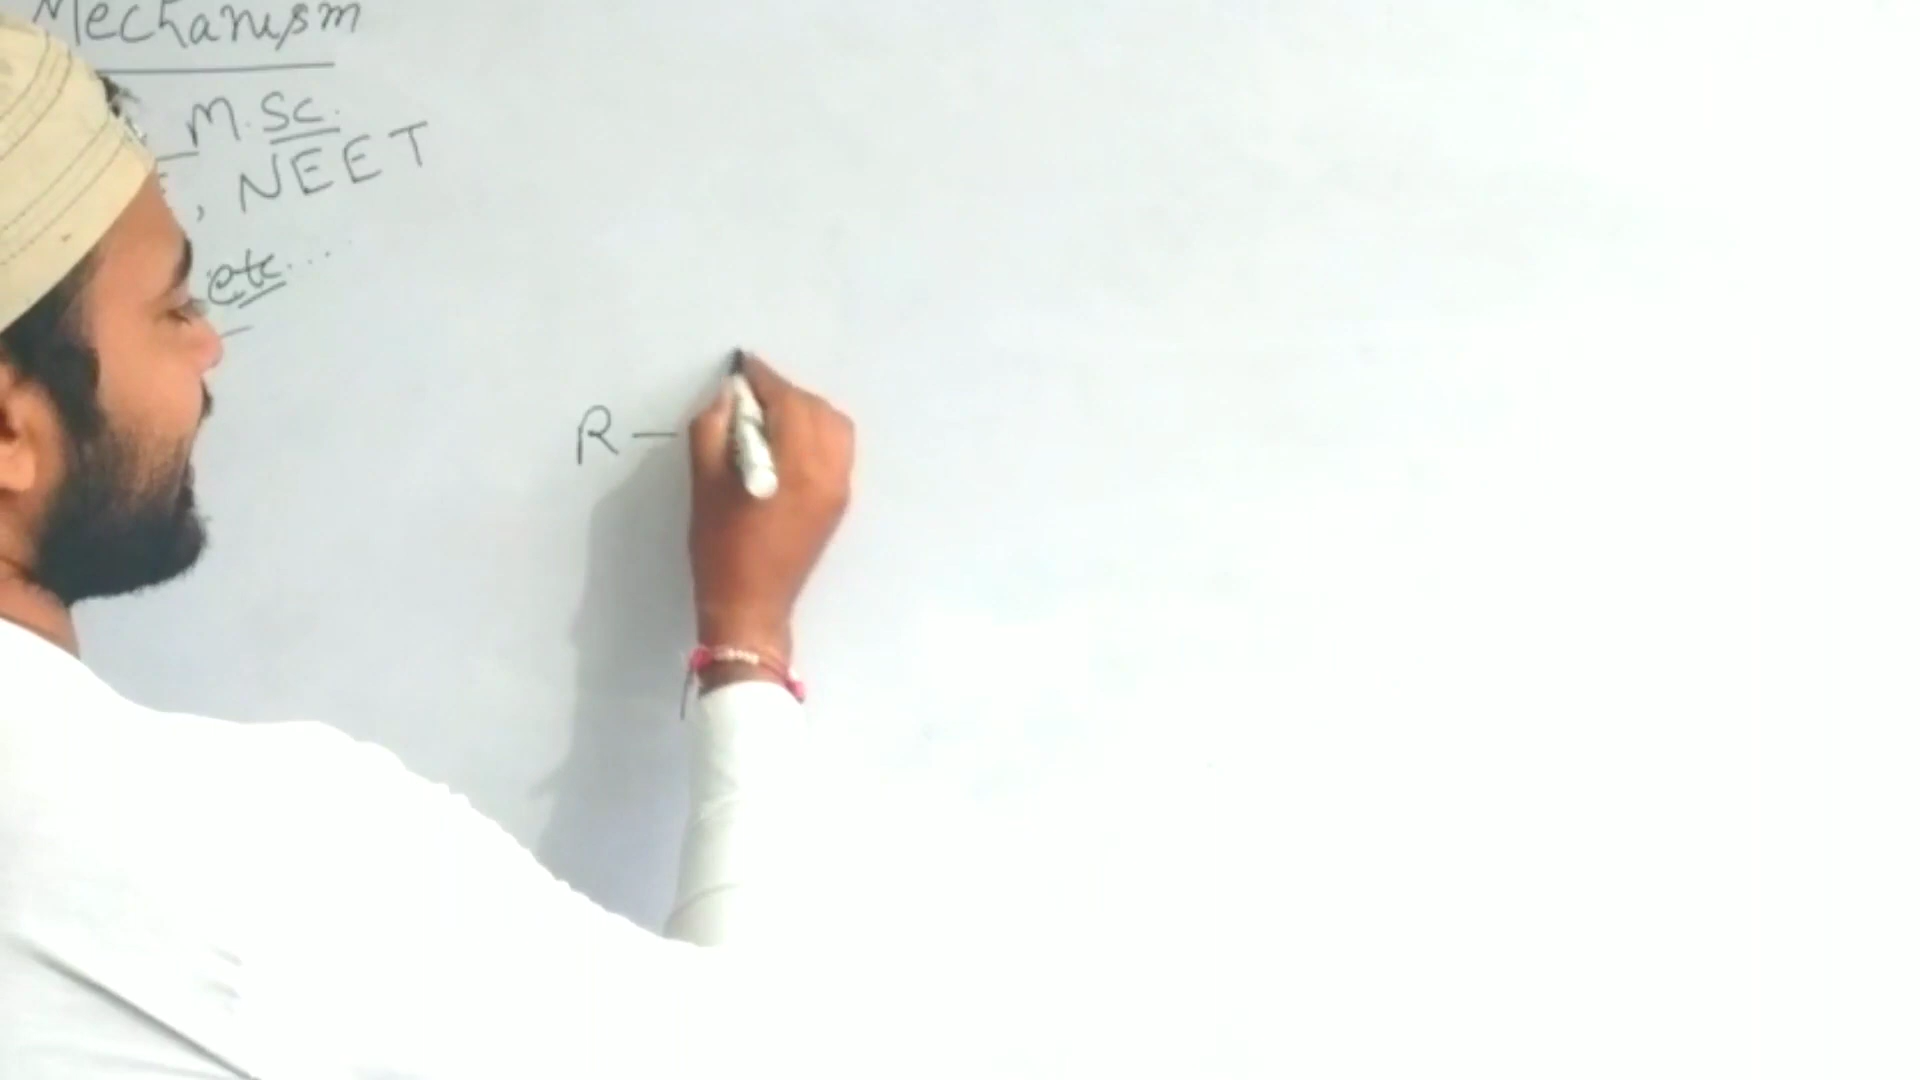 Mechanism
M.Sc.
, NEET
etc...
R —